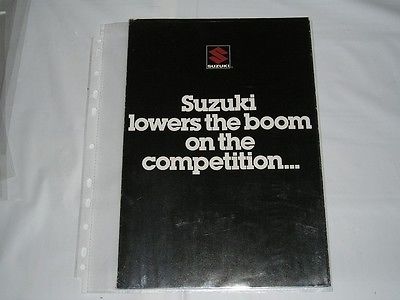 SUZUKI
Suzuki
lowers the boom
on the
competition...